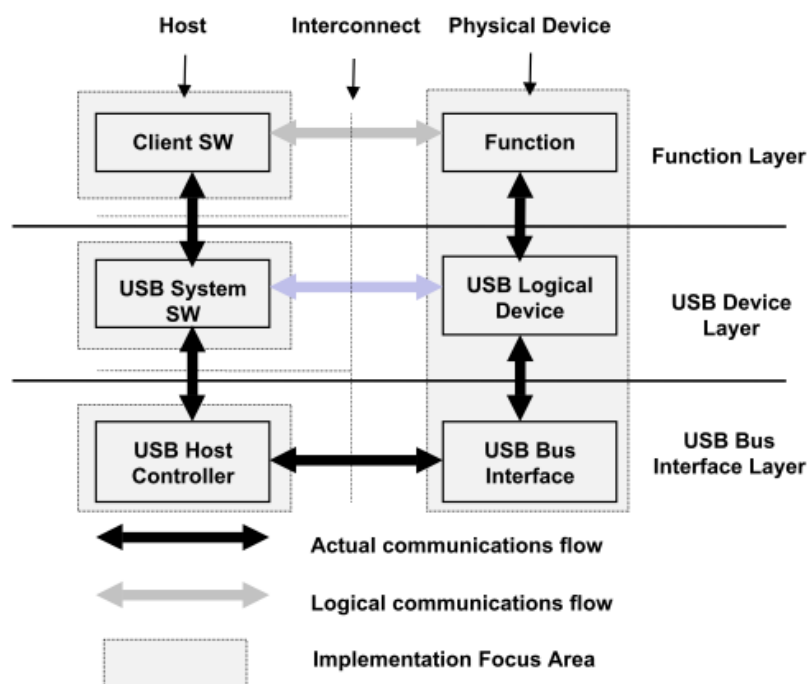 Host
Interconnect
Physical Device
Client SW
Function
Function Layer
USB System
SW
USB Logical
Device
USB Device
Layer
USB Host
Controller
USB Bus
Interface
USB Bus
Interface Layer
Actual communications flow
Logical communications flow
Implementation Focus Area